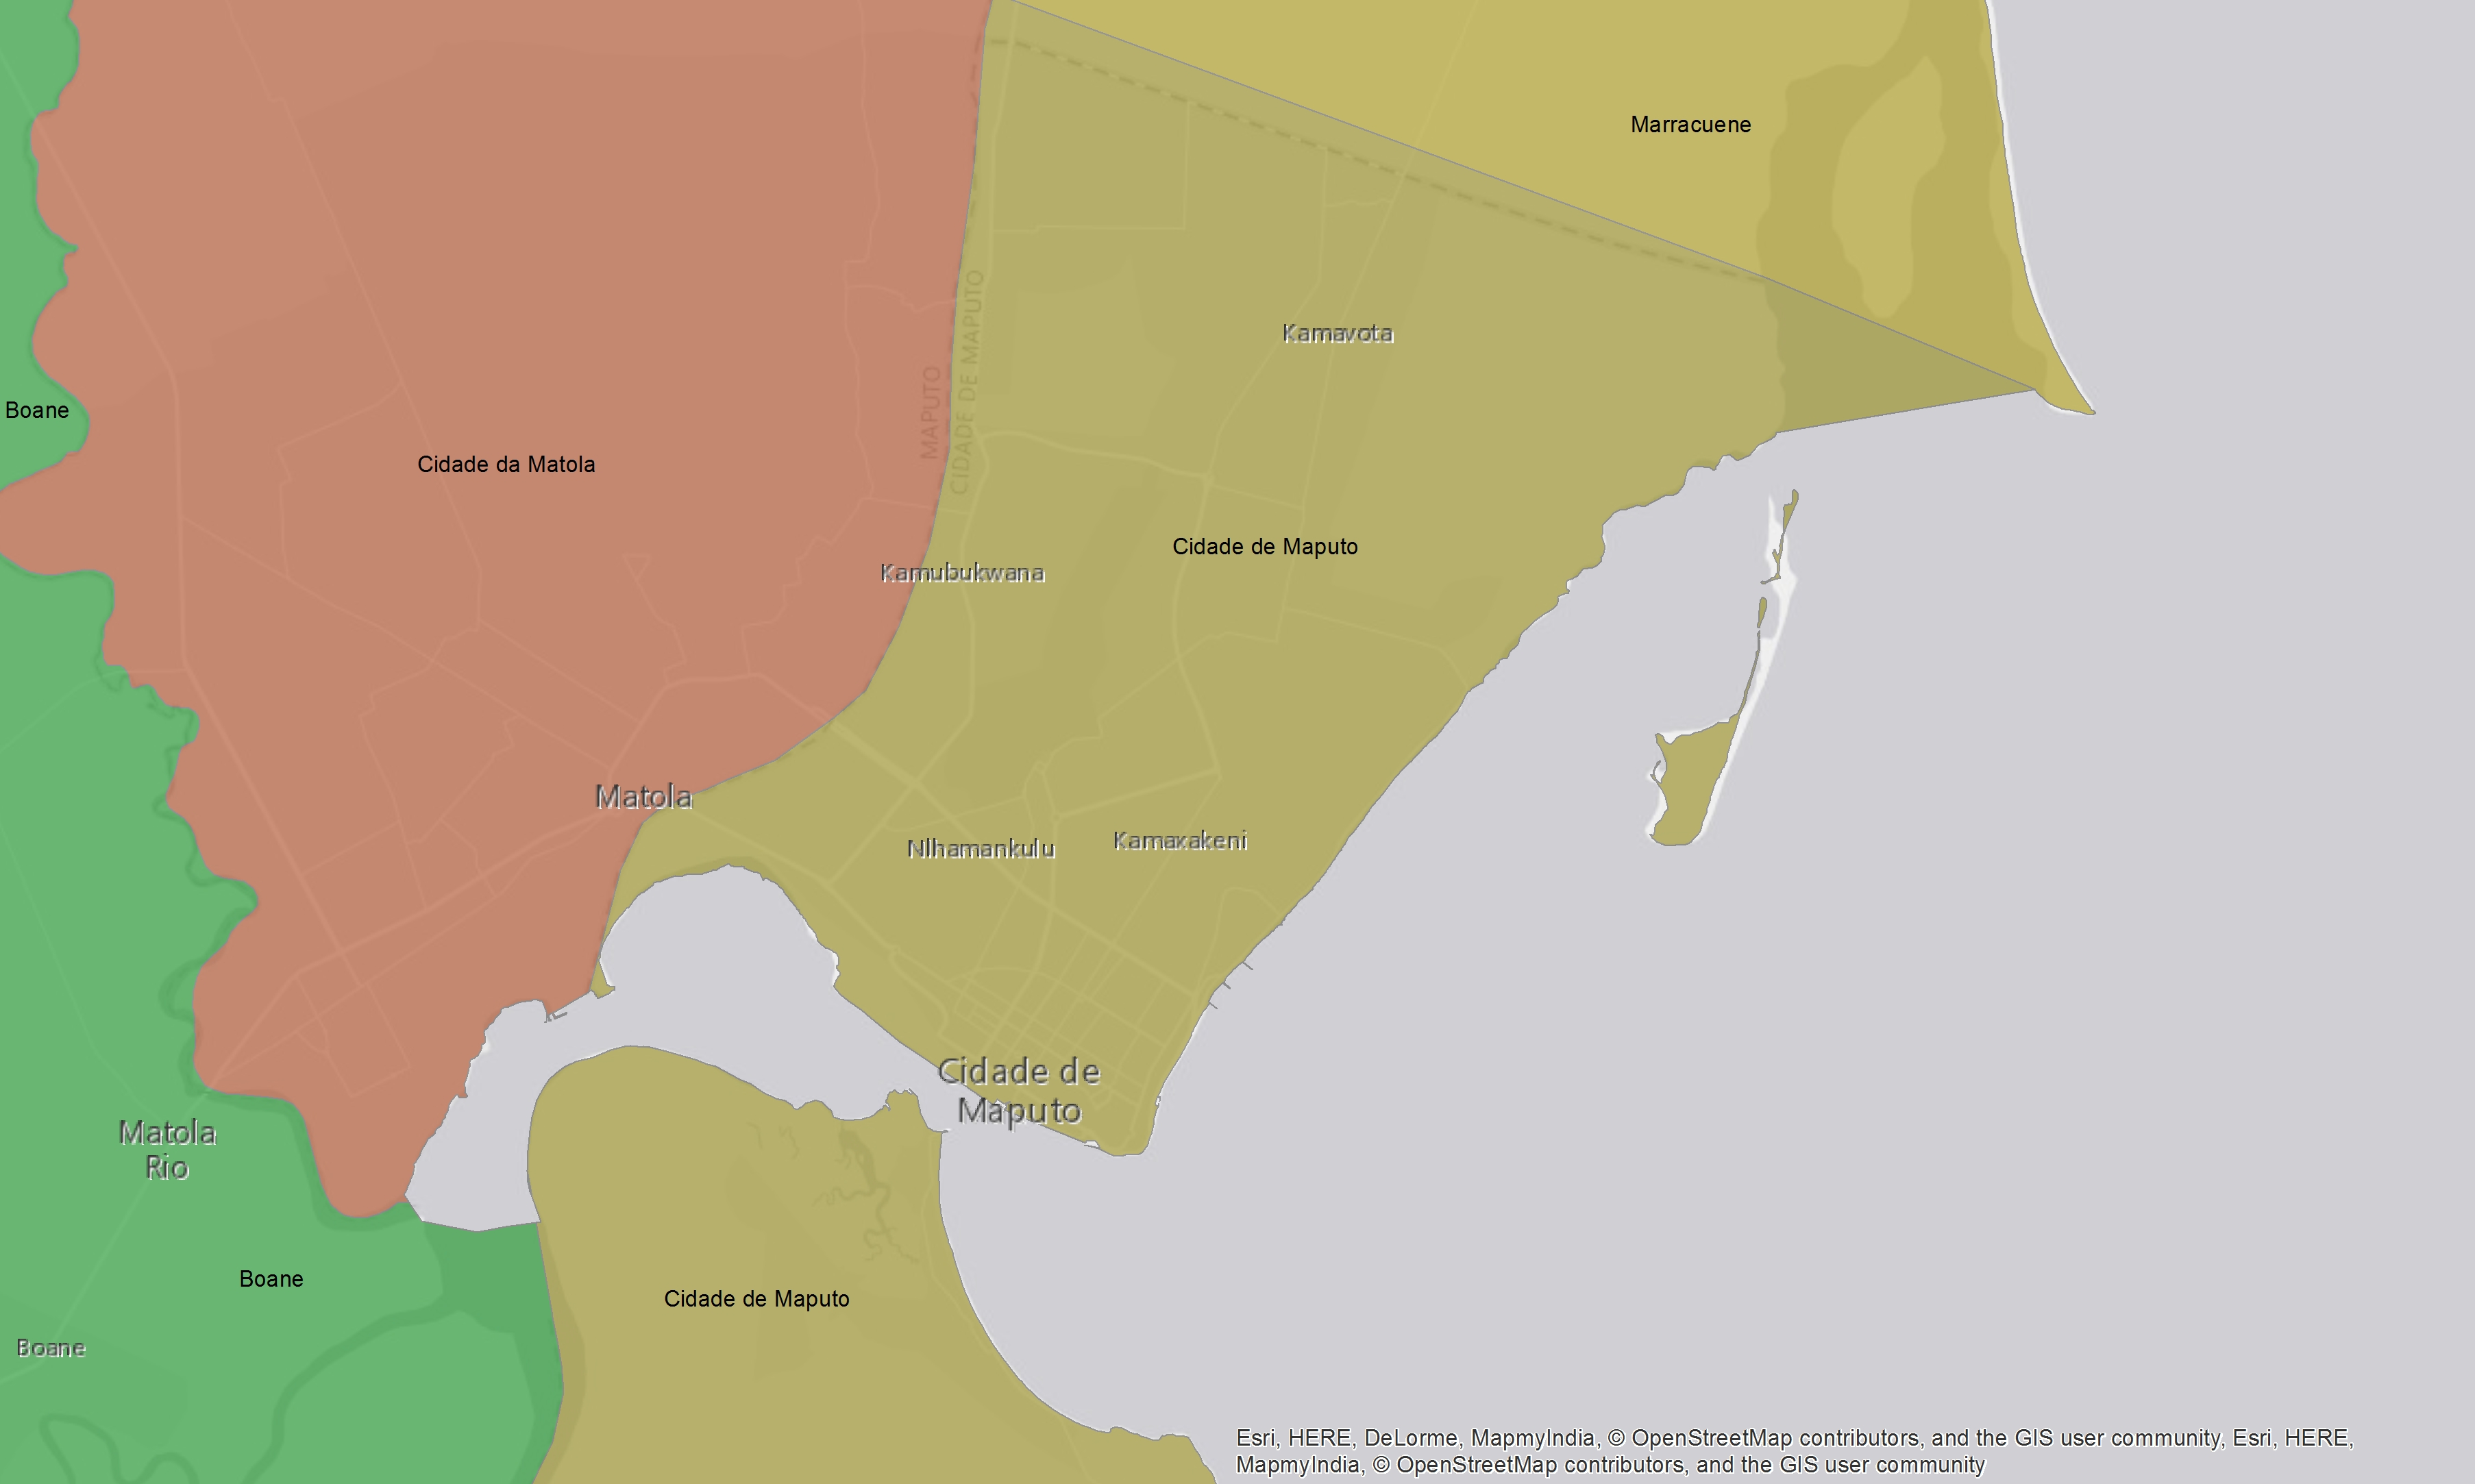 Marracuene
Kamavota
MAPUTO
CIDADE DE MAPUTO
Boane
Cidade da Matola
Cidade de Maputo
Kamubukwana
Matola
Nlhamankulu
Kamaxakeni
Cidade de
Maputo
Matola
Rio
Boane
Cidade de Maputo
Boane
Esri, HERE, DeLorme, MapmyIndia, © OpenStreetMap contributors, and the GIS user community, Esri, HERE,
MapmyIndia, © OpenStreetMap contributors, and the GIS user community